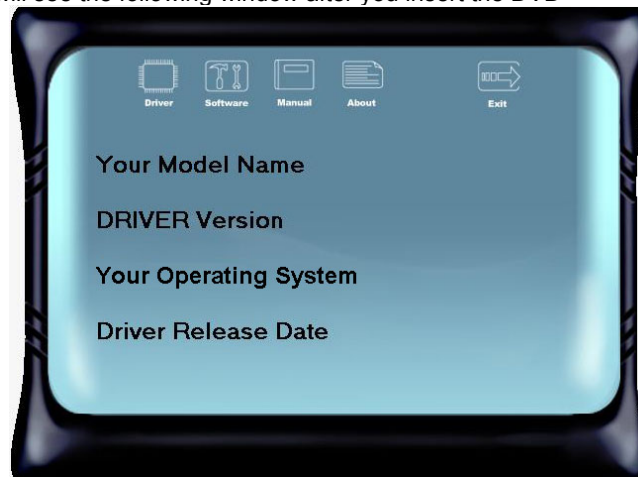 see the following window after you insert the DVD
Driver Software Manual About Exit
Your Model Name
DRIVER Version
Your Operating System
Driver Release Date